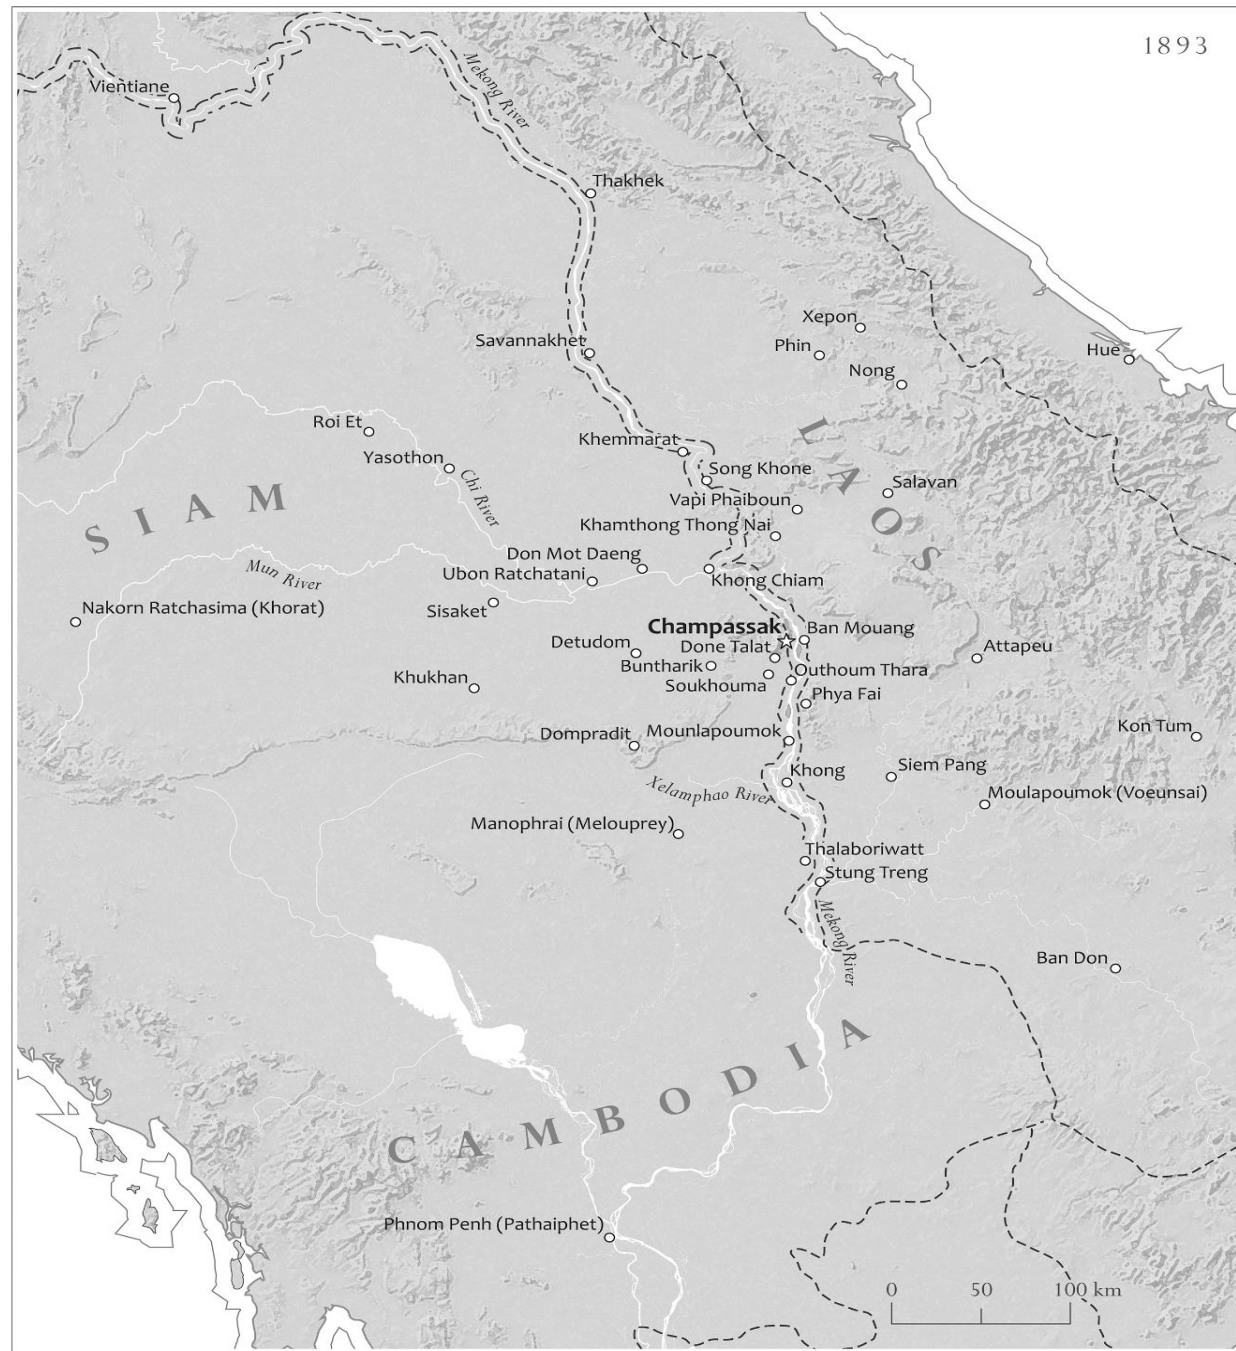 1893
Mekong River
Vientiane
Thakhek
Xepon
Savannakhet
Phin
Hue
Nong
LAOS
Roi Et
Khemmarat
Yasothon
Song Khone
Chi River
Salavan
SIAM
Vapi Phaiboun
Khamthong Thong Nai
Don Mot Daeng
Mun River
Ubon Ratchatani
Khong Chiam
Nakorn Ratchasima (Khorat)
Sisaket
Champassak
Ban Mouang
Detudom
Done Talat
Attapeu
Buntharik
Outhoum Thara
Khukhan
Soukhouma
Phya Fai
Dompradit
Mounlapoumok
Kon Tum
Khong
Siem Pang
Xelamphao River
Moulapoumok (Voeunsai)
Manophrai (Melouprey)
Thalaboriwatt
Stung Treng
Mekong River
Ban Don
CAMBODIA
Phnom Penh (Pathaiphet)
0 50 100 km